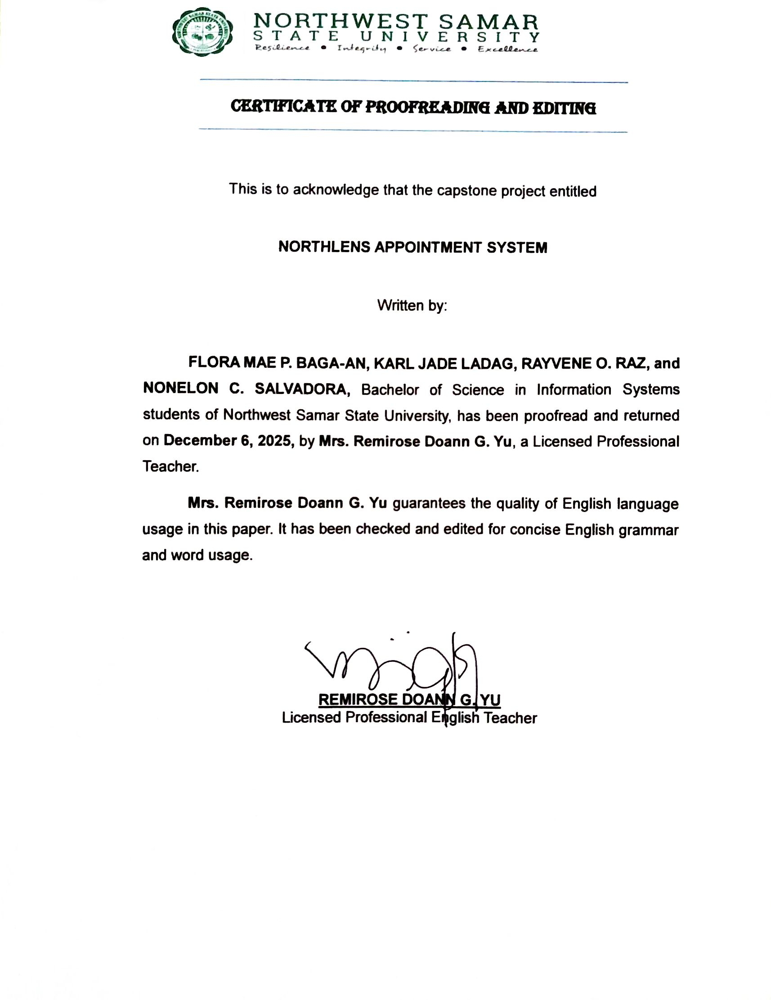 NORTHWEST SAMAR
STATE UNIVERSITY
Resilience • Integrity • Service • Excellence
CERTIFICATE OF PROOFREADING AND EDITING
This is to acknowledge that the capstone project entitled
NORTHLENS APPOINTMENT SYSTEM
Written by:
FLORA MAE P. BAGA-AN, KARL JADE LADAG, RAYVENE O. RAZ, and
NONELON C. SALVADORA, Bachelor of Science in Information Systems
students of Northwest Samar State University, has been proofread and returned
on December 6, 2025, by Mrs. Remirose Doann G. Yu, a Licensed Professional
Teacher.
Mrs. Remirose Doann G. Yu guarantees the quality of English language
usage in this paper. It has been checked and edited for concise English grammar
and word usage.
REMIROSE DOANN G. YU
Licensed Professional English Teacher